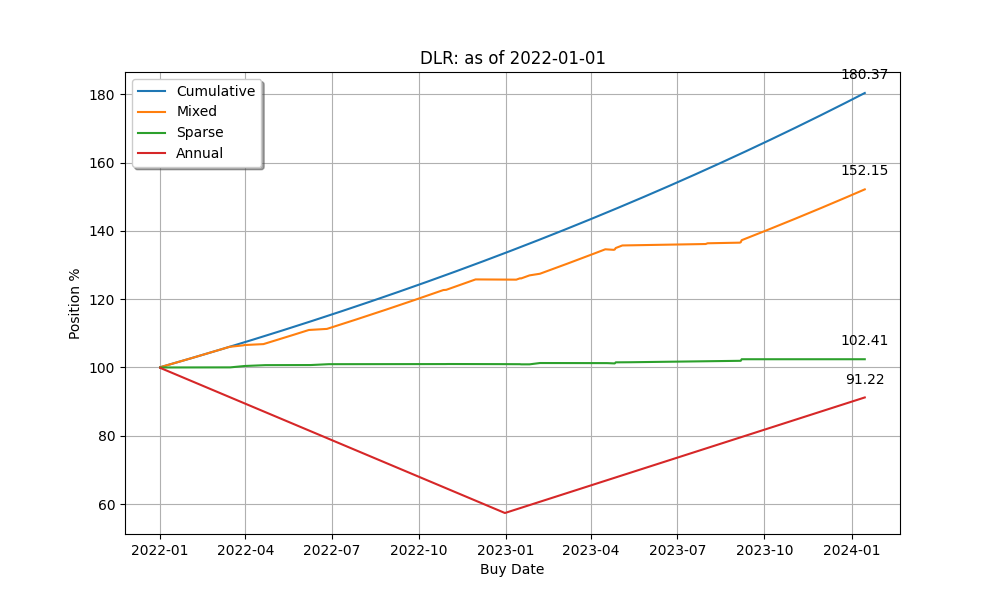 DLR: as of 2022-01-01
180.37
180
Cumulative
Mixed
Sparse
Annual
160
152.15
140
120
102.41
100
91.22
80
60
Position %
2022-01 2022-04 2022-07 2022-10 2023-01 2023-04 2023-07 2023-10 2024-01
Buy Date